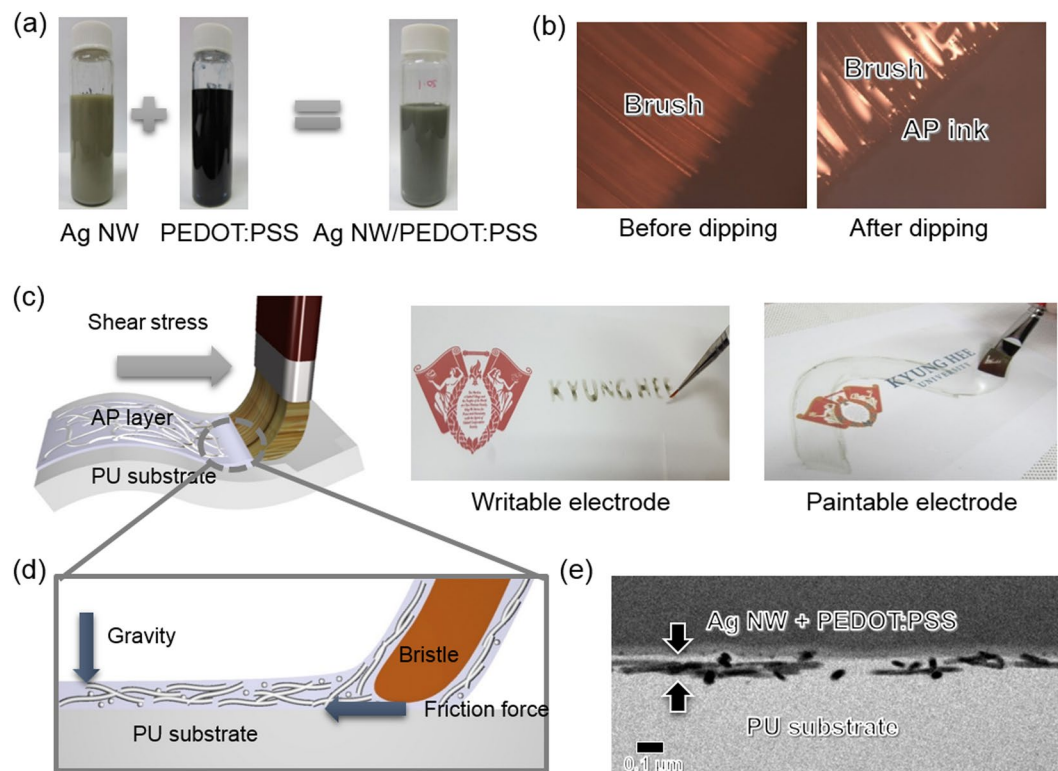 (a)
1:50
Ag NW
PEDOT:PSS
Ag NW/PEDOT:PSS
(b)
Brush
Brush
AP ink
Before dipping
After dipping
(c)
Shear stress
AP layer
PU substrate
KYUNG HEE
Writable electrode
KYUNG HEE
UNIVERSITY
Paintable electrode
(d)
Gravity
Bristle
Friction force
PU substrate
(e)
Ag NW + PEDOT:PSS
PU substrate
0.1 μm